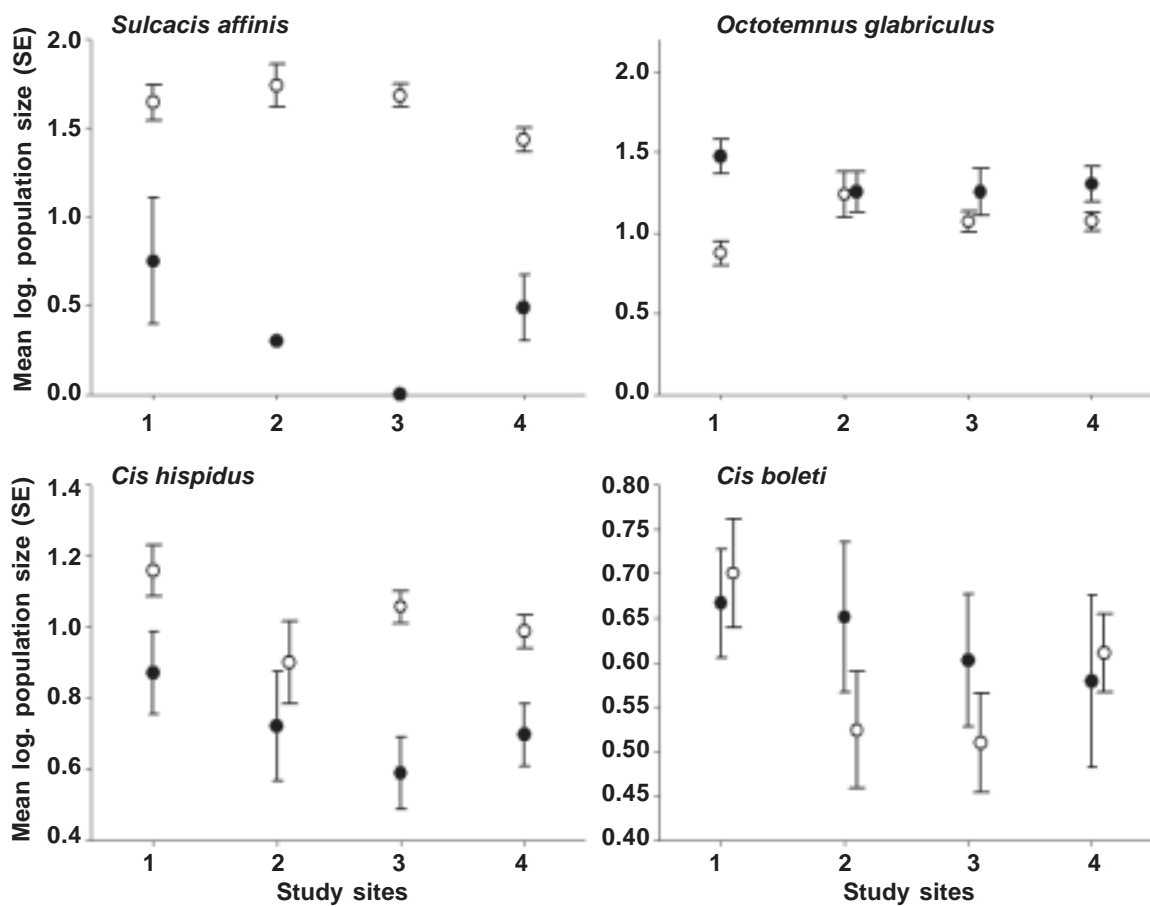 Sulcacis affinis
Octotemnus glabriculus
Mean log. population size (SE)
2.0
1.5
1.0
0.5
0.0
1 2 3 4
2.0
1.5
1.0
0.5
0.0
1 2 3 4
Cis hispidus
Cis boleti
Mean log. population size (SE)
1.4
1.2
1.0
0.8
0.6
0.4
1 2 3 4
Study sites
0.80
0.75
0.70
0.65
0.60
0.55
0.50
0.45
0.40
1 2 3 4
Study sites